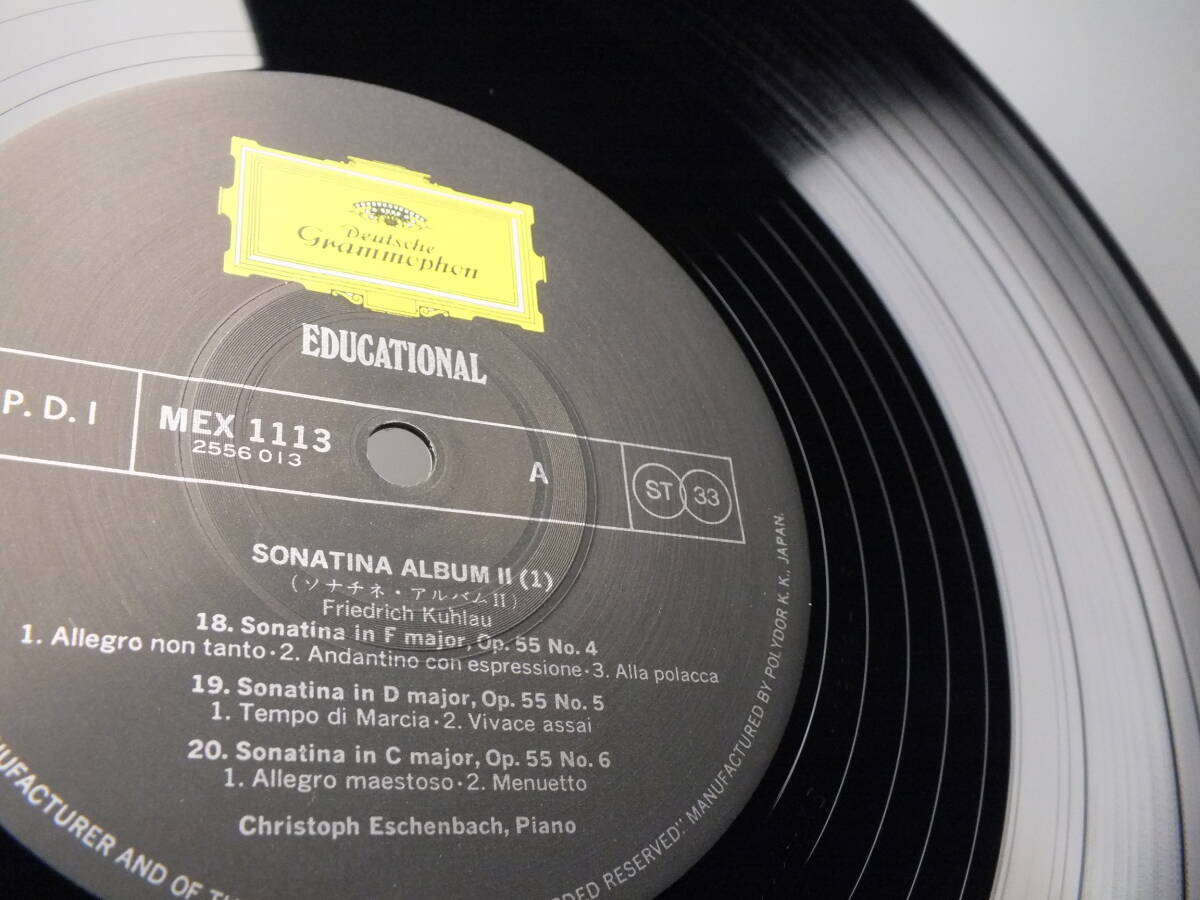 Deutsche
Grammophon
EDUCATIONAL
P. D. I
MEX 1113
2556 013
A
ST 33
SONATINA ALBUM II (1)
(ソナチネ・アルバムII)
Friedrich Kuhlau
18. Sonatina in F major, Op. 55 No. 4
1. Allegro non tanto·2. Andantino con espressione·3. Alla polacca
19. Sonatina in D major, Op. 55 No. 5
1. Tempo di Marcia·2. Vivace assai
20. Sonatina in C major, Op. 55 No. 6
1. Allegro maestoso·2. Menuetto
Christoph Eschenbach, Piano
NUFACTURER AND OF TH
RDED RESERVED". MANUFACTURED BY POLYDOR K. K., JAPAN.